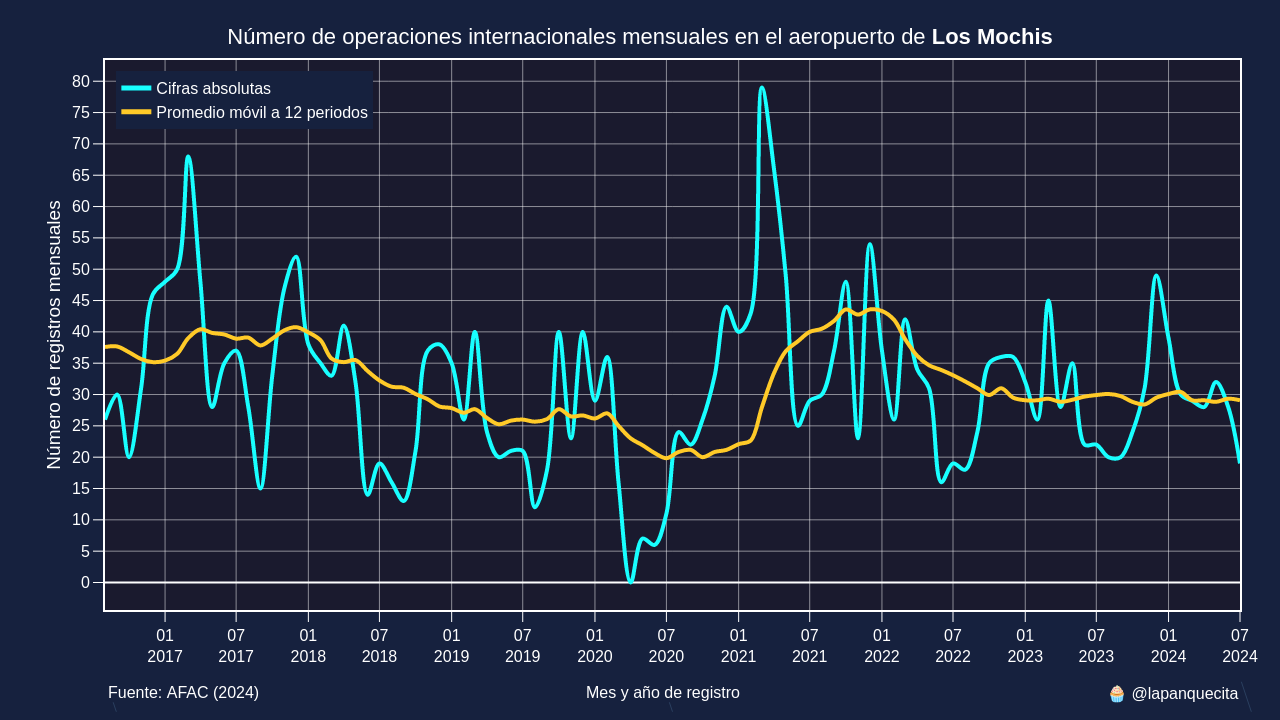 Número de operaciones internacionales mensuales en el aeropuerto de Los Mochis
Cifras absolutas
Promedio móvil a 12 periodos
Número de registros mensuales
80
75
70
65
60
55
50
45
40
35
30
25
20
15
10
5
0
01 07 01 07 01 07 01 07 01 07 01 07 01 07 01 07
2017 2017 2018 2018 2019 2019 2020 2020 2021 2021 2022 2022 2023 2023 2024 2024
Fuente: AFAC (2024)
Mes y año de registro
🧁 @lapanquecita